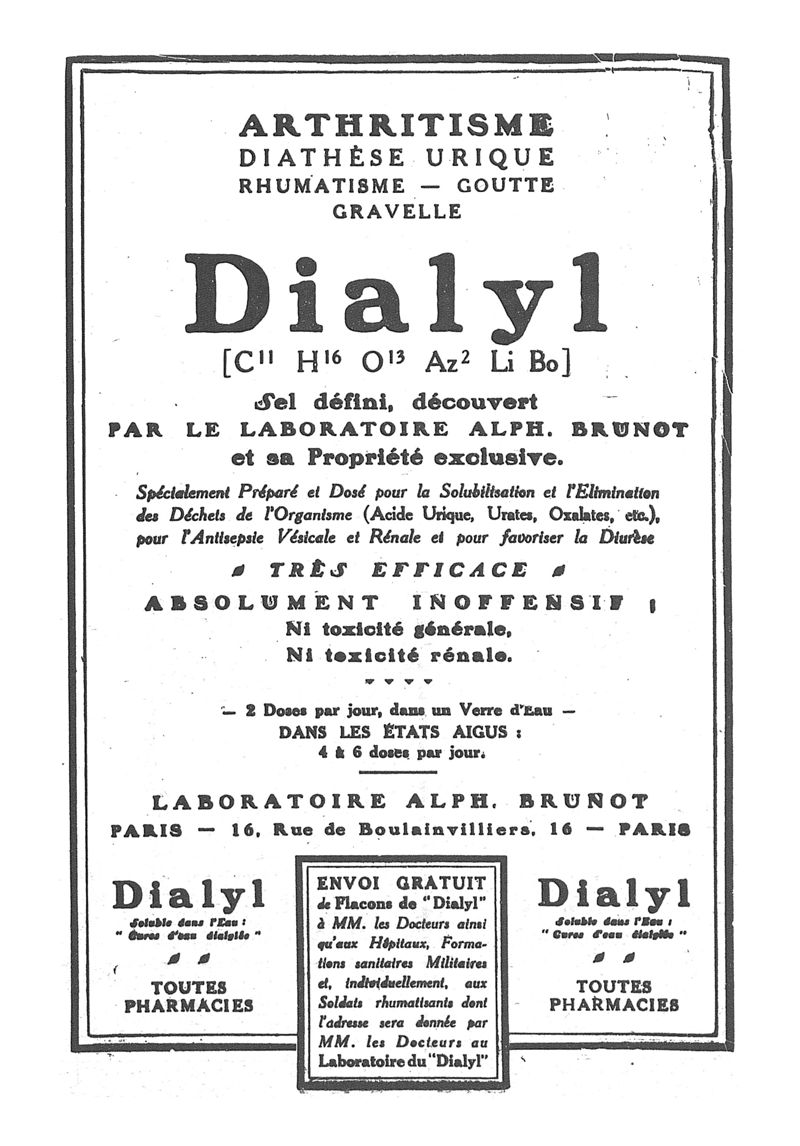 ARTHRITISME
DIATHÈSE URIQUE
RHUMATISME — GOUTTE
GRAVELLE
Dialyl
[C¹¹ H¹⁶ O¹³ Az² Li Bo]
Sel défini, découvert
PAR LE LABORATOIRE ALPH. BRUNOT
et sa Propriété exclusive.
Spécialement Préparé et Dosé pour la Solubilisation et l'Elimination
des Déchets de l'Organisme (Acide Urique, Urates, Oxalates, etc.),
pour l'Antisepsie Vésicale et Rénale et pour favoriser la Diurèse
TRÈS EFFICACE
ABSOLUMENT INOFFENSIF ;
Ni toxicité générale,
Ni toxicité rénale.
— 2 Doses par jour, dans un Verre d'Eau —
DANS LES ÉTATS AIGUS :
4 à 6 doses par jour.
LABORATOIRE ALPH. BRUNOT
PARIS — 16, Rue de Boulainvilliers, 16 — PARIS
Dialyl
Soluble dans l'Eau :
" Cures d'eau dialylée "
TOUTES
PHARMACIES
ENVOI GRATUIT
de Flacons de "Dialyl"
à MM. les Docteurs ainsi
qu'aux Hôpitaux, Forma-
tions sanitaires Militaires
et, individuellement, aux
Soldats rhumatisants dont
l'adresse sera donnée par
MM. les Docteurs au
Laboratoire du "Dialyl"
Dialyl
Soluble dans l'Eau :
" Cures d'eau dialylée "
TOUTES
PHARMACIES